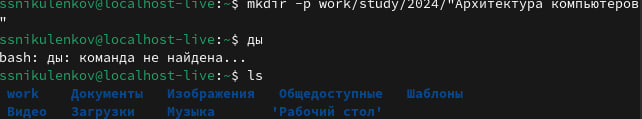 ssnikulenkov@localhost-live:~$ mkdir -p work/study/2024/"Архитектура компьютеров
"
ssnikulenkov@localhost-live:~$ ды
bash: ды: команда не найдена...
ssnikulenkov@localhost-live:~$ ls
work Документы Изображения Общедоступные Шаблоны
Видео Загрузки Музыка 'Рабочий стол'